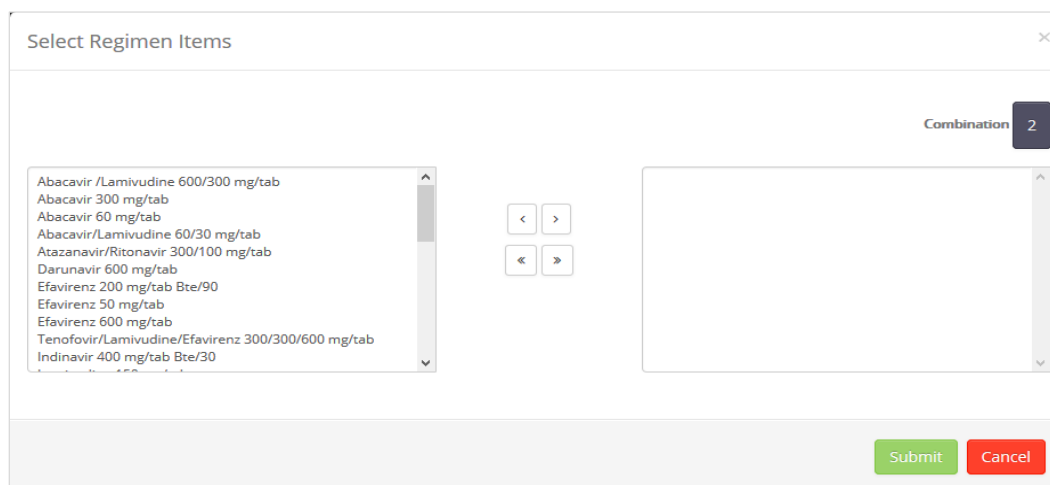 Select Regimen Items
×
Combination 2
Abacavir /Lamivudine 600/300 mg/tab
Abacavir 300 mg/tab
Abacavir 60 mg/tab
Abacavir/Lamivudine 60/30 mg/tab
Atazanavir/Ritonavir 300/100 mg/tab
Darunavir 600 mg/tab
Efavirenz 200 mg/tab Bte/90
Efavirenz 50 mg/tab
Efavirenz 600 mg/tab
Tenofovir/Lamivudine/Efavirenz 300/300/600 mg/tab
Indinavir 400 mg/tab Bte/30
< >
« »
Submit Cancel